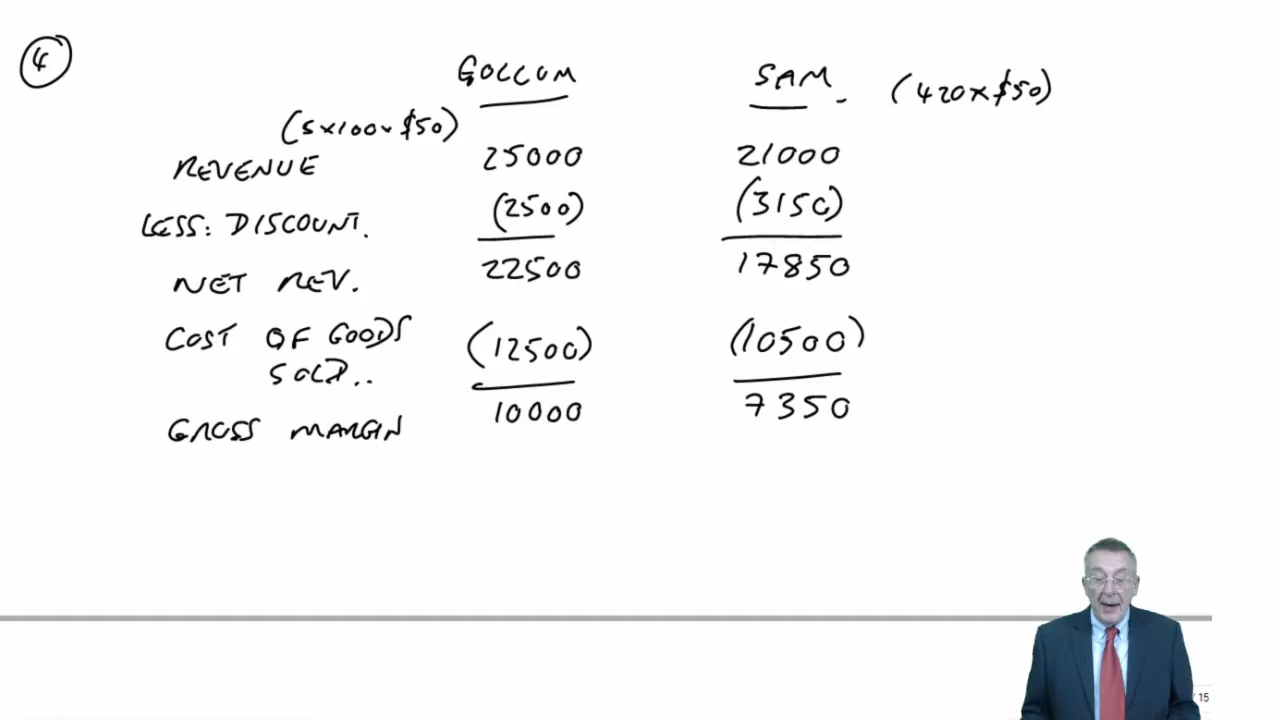 4
GOLLUM SAM (420×$50)
(5×100×$50)
REVENUE 25000 21000
LESS: DISCOUNT. (2500) (3150)
NET REV. 22500 17850
COST OF GOODS (12500) (10500)
SOLD..
GROSS MARGIN 10000 7350
/ 15